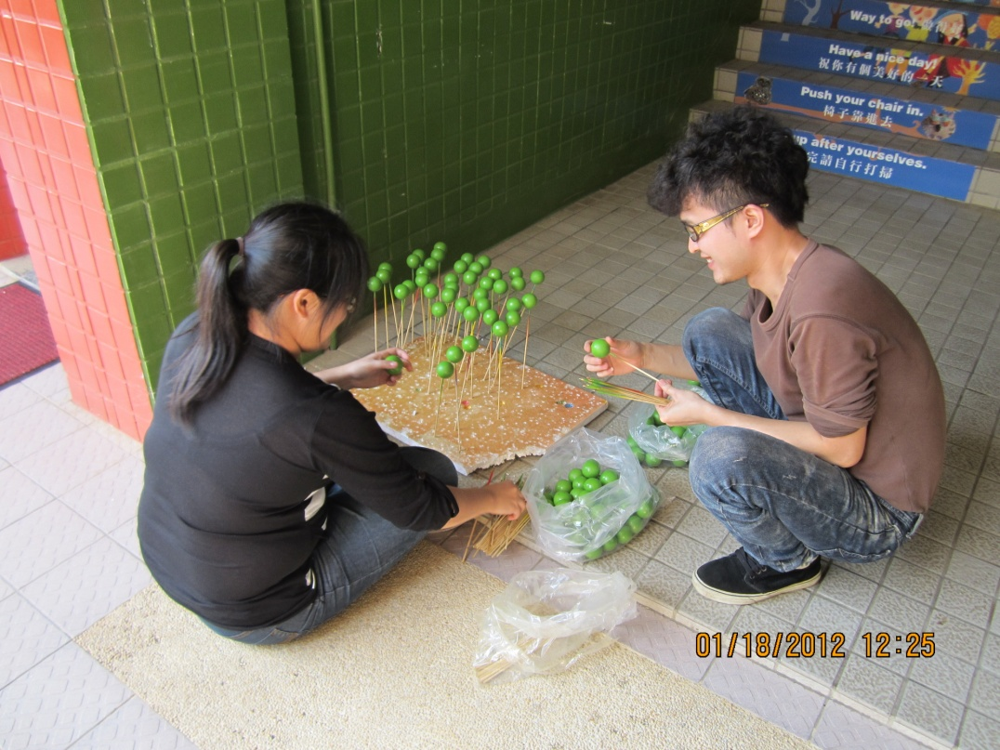 Way to go!
Have a nice day!
祝你有個美好的一天
Push your chair in.
椅子靠進去
up after yourselves.
完請自行打掃
01/18/2012 12:25